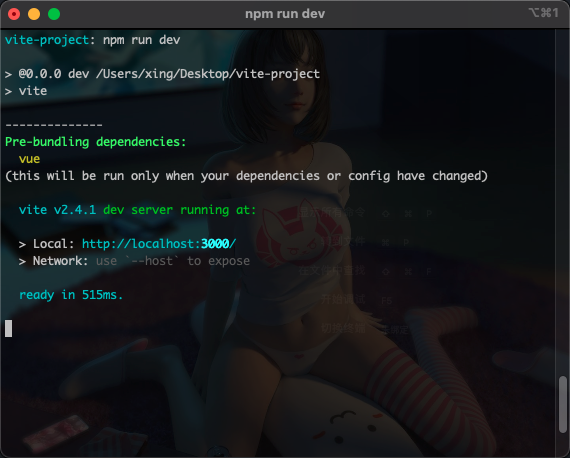 npm run dev
⌥⌘1
vite-project: npm run dev
> @0.0.0 dev /Users/xing/Desktop/vite-project
> vite
--------------
Pre-bundling dependencies:
vue
(this will be run only when your dependencies or config have changed)
vite v2.4.1 dev server running at:
> Local: http://localhost:3000/
> Network: use `--host` to expose
ready in 515ms.